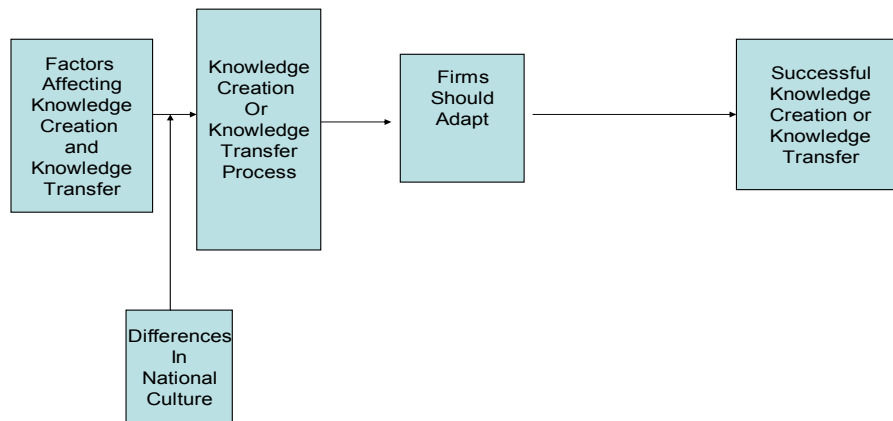 Factors
Affecting
Knowledge
Creation
and
Knowledge
Transfer
Knowledge
Creation
Or
Knowledge
Transfer
Process
Firms
Should
Adapt
Successful
Knowledge
Creation or
Knowledge
Transfer
Differences
In
National
Culture